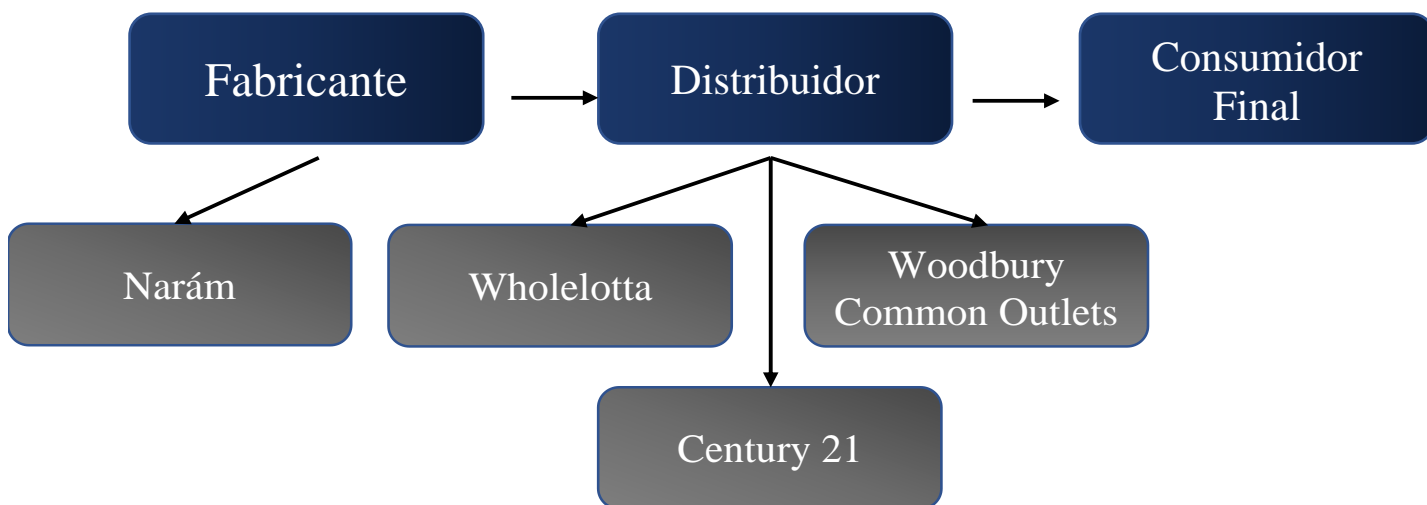 Fabricante
Distribuidor
Consumidor
Final
Narám
Wholelotta
Woodbury
Common Outlets
Century 21